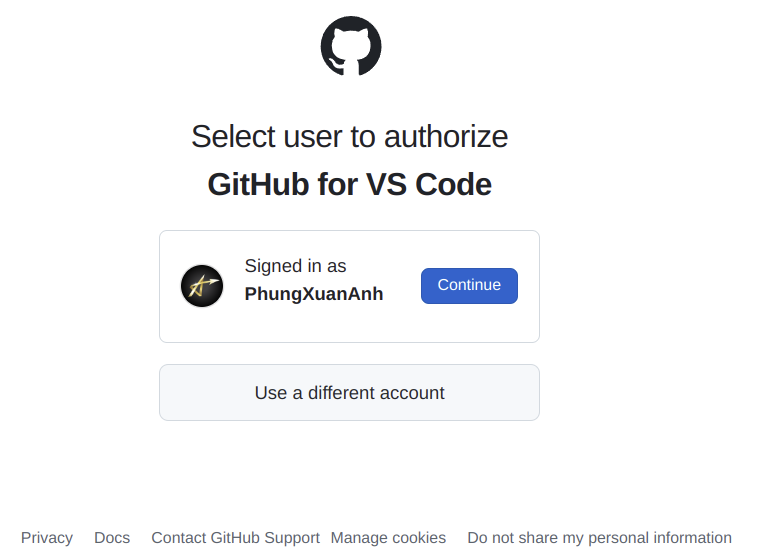 Select user to authorize
GitHub for VS Code
Signed in as
PhungXuanAnh
Continue
Use a different account
Privacy Docs Contact GitHub Support Manage cookies Do not share my personal information